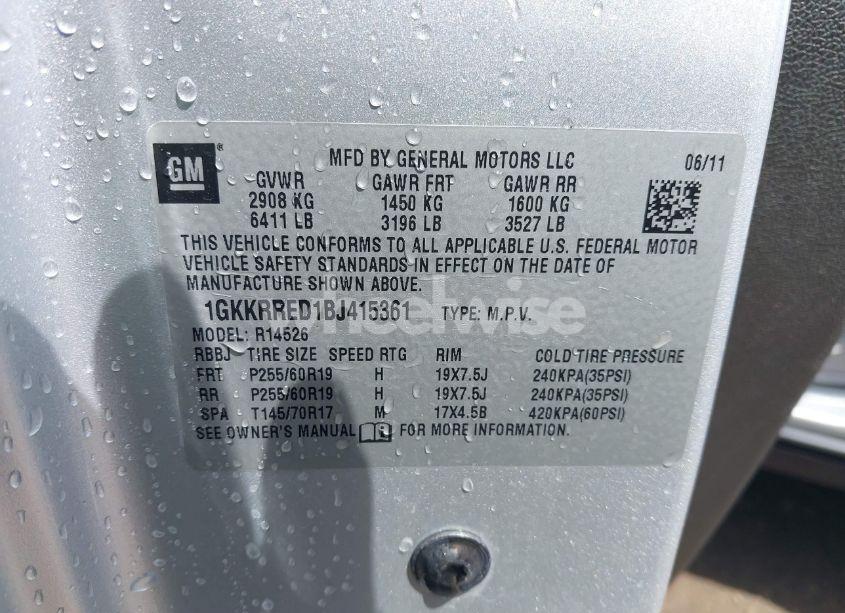 GM ®
MFD BY GENERAL MOTORS LLC 06/11
GVWR GAWR FRT GAWR RR
2908 KG 1450 KG 1600 KG
6411 LB 3196 LB 3527 LB
THIS VEHICLE CONFORMS TO ALL APPLICABLE U.S. FEDERAL MOTOR
VEHICLE SAFETY STANDARDS IN EFFECT ON THE DATE OF
MANUFACTURE SHOWN ABOVE.
1GKKRRED1BJ415361 TYPE: M.P.V.
wheelwise
MODEL: R14526
RBBJ TIRE SIZE SPEED RTG RIM COLD TIRE PRESSURE
FRT P255/60R19 H 19X7.5J 240KPA(35PSI)
RR P255/60R19 H 19X7.5J 240KPA(35PSI)
SPA T145/70R17 M 17X4.5B 420KPA(60PSI)
SEE OWNER'S MANUAL FOR MORE INFORMATION.